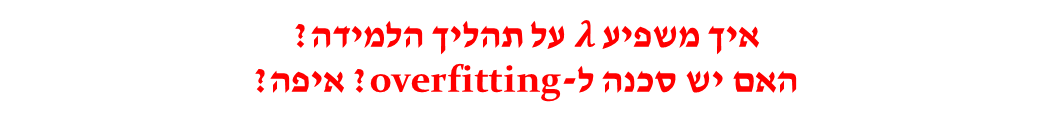 איך משפיע λ על תהליך הלמידה?
האם יש סכנה ל-overfitting? איפה?